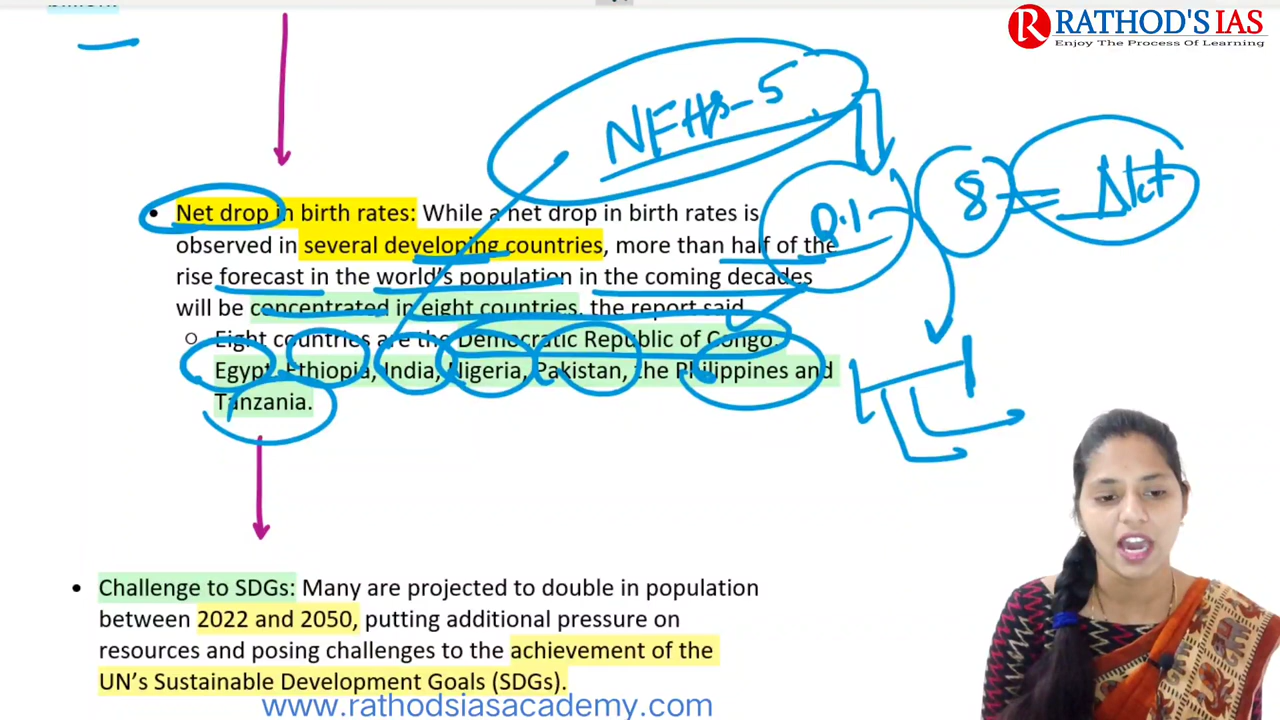 RATHOD'S IAS
Enjoy The Process Of Learning
NFHS-5
Net drop in birth rates: While a net drop in birth rates is
observed in several developing countries, more than half of the
rise forecast in the world's population in the coming decades
will be concentrated in eight countries, the report said
Eight countries are the Democratic Republic of Congo,
Egypt, Ethiopia, India, Nigeria, Pakistan, the Philippines and
Tanzania.
8 =
Challenge to SDGs: Many are projected to double in population
between 2022 and 2050, putting additional pressure on
resources and posing challenges to the achievement of the
UN's Sustainable Development Goals (SDGs).
www.rathodsiasacademy.com